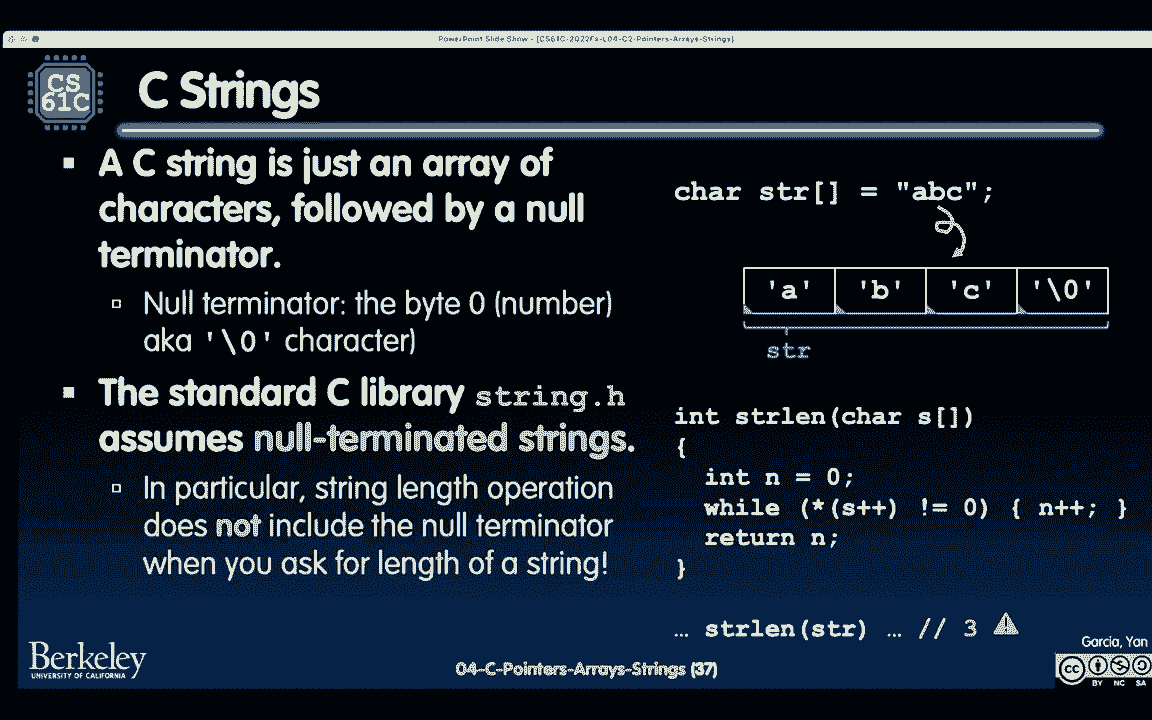 PowerPoint Slide Show - [CS61C-2022Fa-L04-C2-Pointers-Arrays-Strings]
CS
61C
C Strings
▪ A C string is just an array of
characters, followed by a null
terminator.
▫ Null terminator: the byte 0 (number)
aka '\0' character)
▪ The standard C library string.h
assumes null-terminated strings.
▫ In particular, string length operation
does not include the null terminator
when you ask for length of a string!
char str[] = "abc";
'a' 'b' 'c' '\0'
str
int strlen(char s[])
{
int n = 0;
while (*(s++) != 0) { n++; }
return n;
}
… strlen(str) … // 3
Berkeley
UNIVERSITY OF CALIFORNIA
04-C-Pointers-Arrays-Strings (37)
Garcia, Yan
cc
BY NC SA